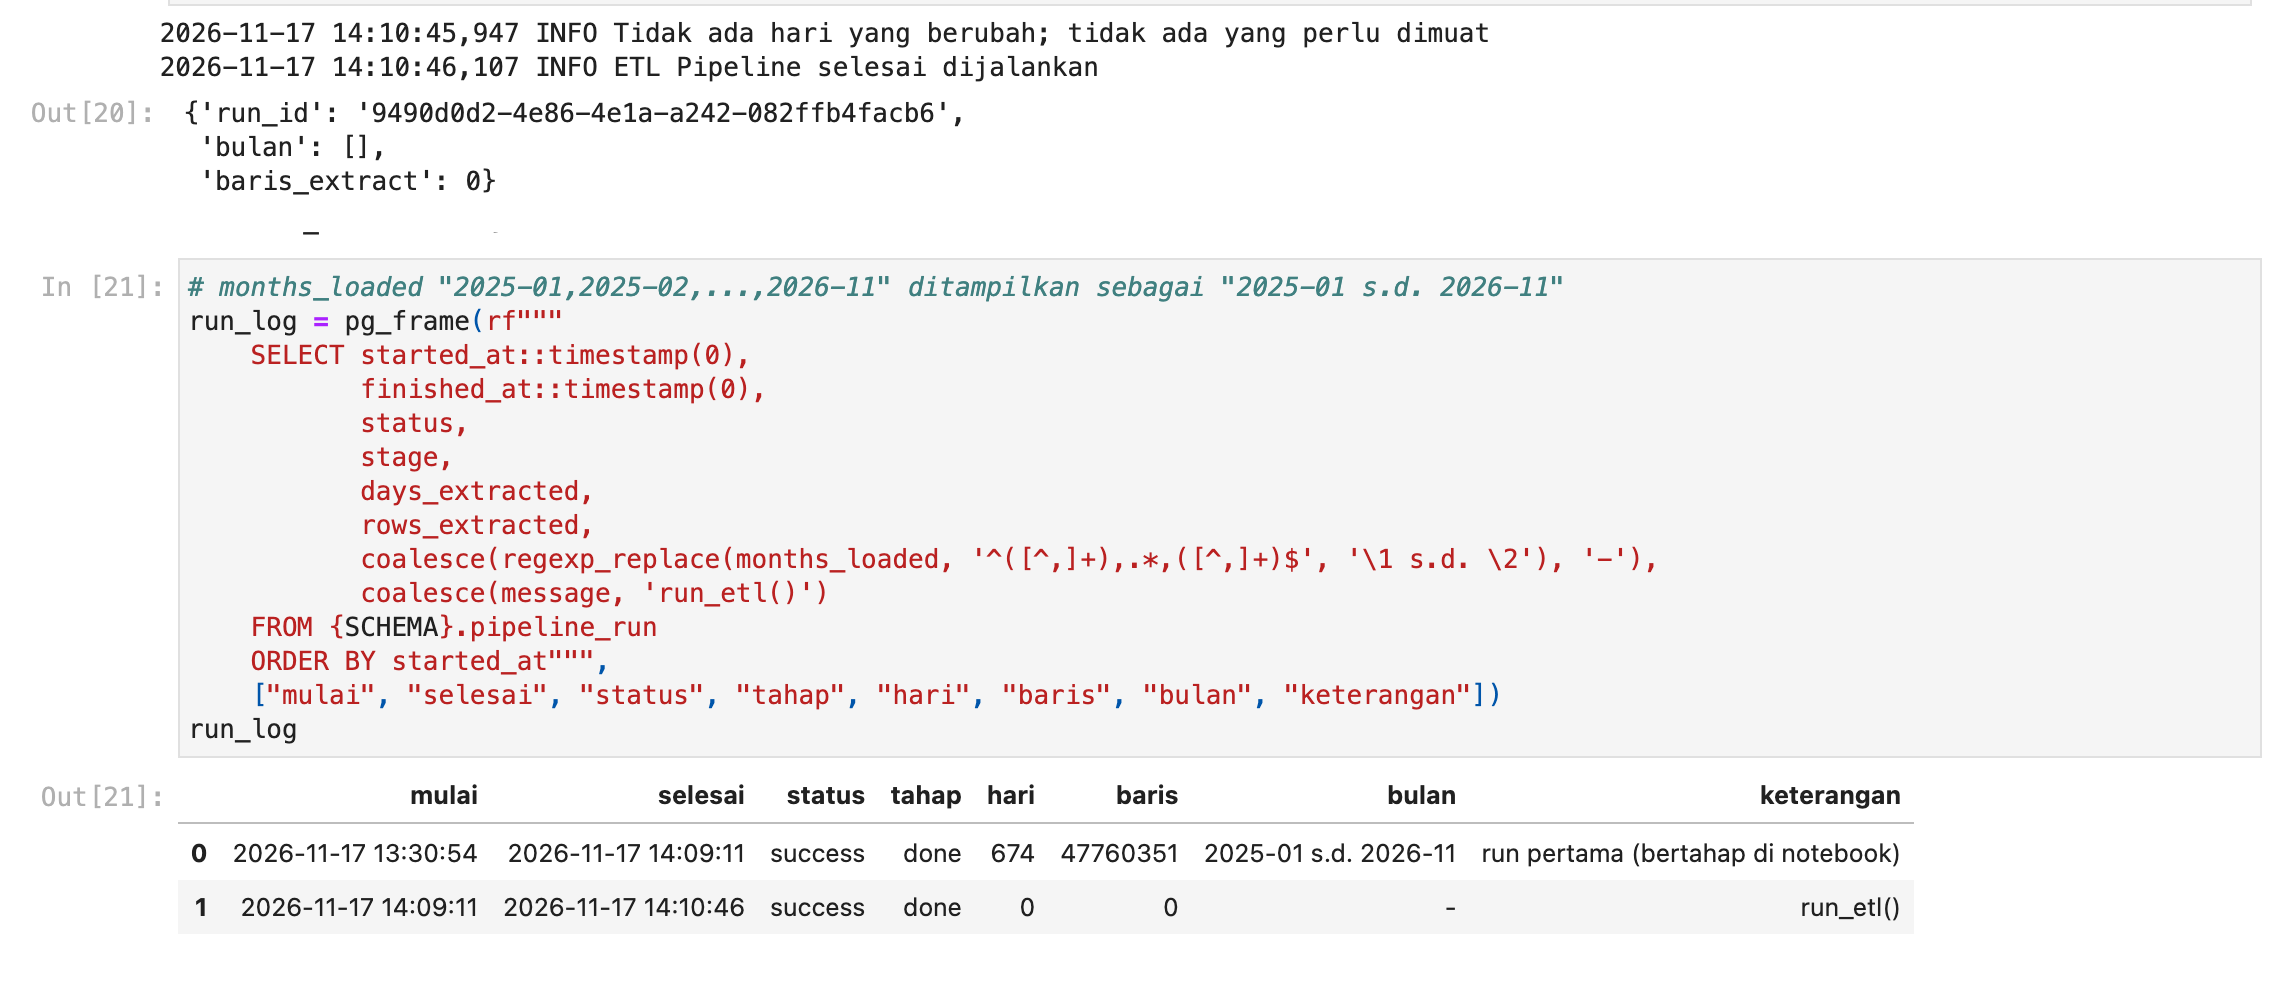 2026-11-17 14:10:45,947 INFO Tidak ada hari yang berubah; tidak ada yang perlu dimuat
2026-11-17 14:10:46,107 INFO ETL Pipeline selesai dijalankan
Out[20]: {'run_id': '9490d0d2-4e86-4e1a-a242-082ffb4facb6',
 'bulan': [],
 'baris_extract': 0}
In [21]: # months_loaded "2025-01,2025-02,...,2026-11" ditampilkan sebagai "2025-01 s.d. 2026-11"
run_log = pg_frame(rf"""
    SELECT started_at::timestamp(0),
           finished_at::timestamp(0),
           status,
           stage,
           days_extracted,
           rows_extracted,
           coalesce(regexp_replace(months_loaded, '^([^,]+),.*,([^,]+)$', '\1 s.d. \2'), '-'),
           coalesce(message, 'run_etl()')
    FROM {SCHEMA}.pipeline_run
    ORDER BY started_at""",
    ["mulai", "selesai", "status", "tahap", "hari", "baris", "bulan", "keterangan"])
run_log
Out[21]: mulai selesai status tahap hari baris bulan keterangan
0 2026-11-17 13:30:54 2026-11-17 14:09:11 success done 674 47760351 2025-01 s.d. 2026-11 run pertama (bertahap di notebook)
1 2026-11-17 14:09:11 2026-11-17 14:10:46 success done 0 0 - run_etl()